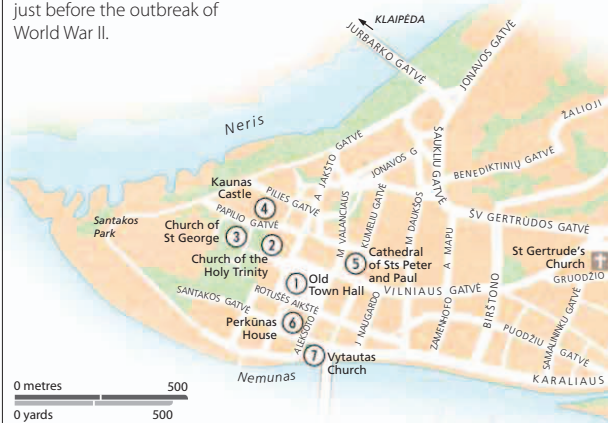 just before the outbreak of
World War II.
KLAIPĖDA
JURBARKO GATVĖ
JONAVOS GATVĖ
Neris
ŽALIOJI
A JAKŠTO GATVĖ
JONAVOS G
ŠAUKLIŲ GATVĖ
BENEDIKTINIŲ GATVĖ
Kaunas
Castle
4
PILIES GATVĖ
PAPILIO GATVĖ
M VALANČIAUS
KUMELIŲ GATVĖ
M DAUKŠOS
A MAPU
ŠV GERTRŪDOS GATVĖ
Santakos
Park
Church of
St George
3
2
Church of the
Holy Trinity
5
Cathedral
of Sts Peter
and Paul
St Gertrude's
Church
GRUODŽIO
1
Old
Town Hall
VILNIAUS GATVĖ
BIRŠTONO
SANTAKOS GATVĖ
ROTUŠĖS AIKŠTĖ
Perkūnas
House
6
ALEKSOTO
J NAUGARDO
ZAMENHOFO
PUODŽIŲ GATVĖ
SAMALININKŲ GATVĖ
7
Vytautas
Church
Nemunas
KARALIAUS
0 metres 500
0 yards 500